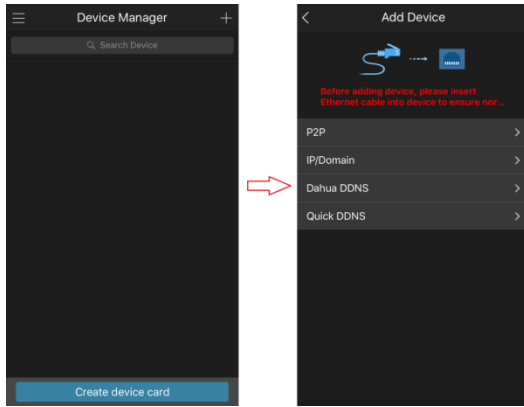 Device Manager
Search Device
Create device card
Add Device
Before adding device, please insert
Ethernet cable into device to ensure nor...
P2P
IP/Domain
Dahua DDNS
Quick DDNS